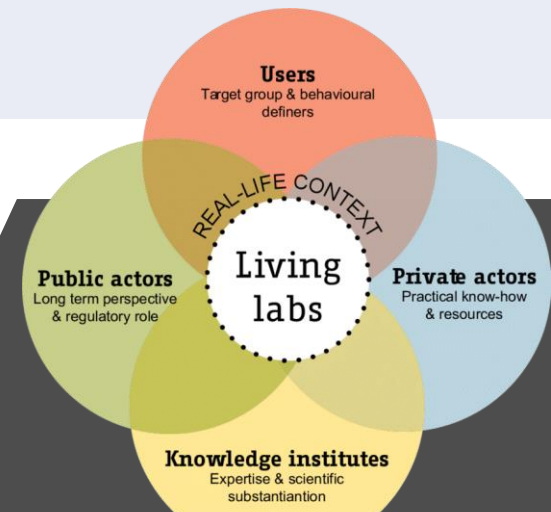 Users
Target group & behavioural
definers
REAL-LIFE CONTEXT
Living
labs
Public actors
Long term perspective
& regulatory role
Private actors
Practical know-how
& resources
Knowledge institutes
Expertise & scientific
substantiantion